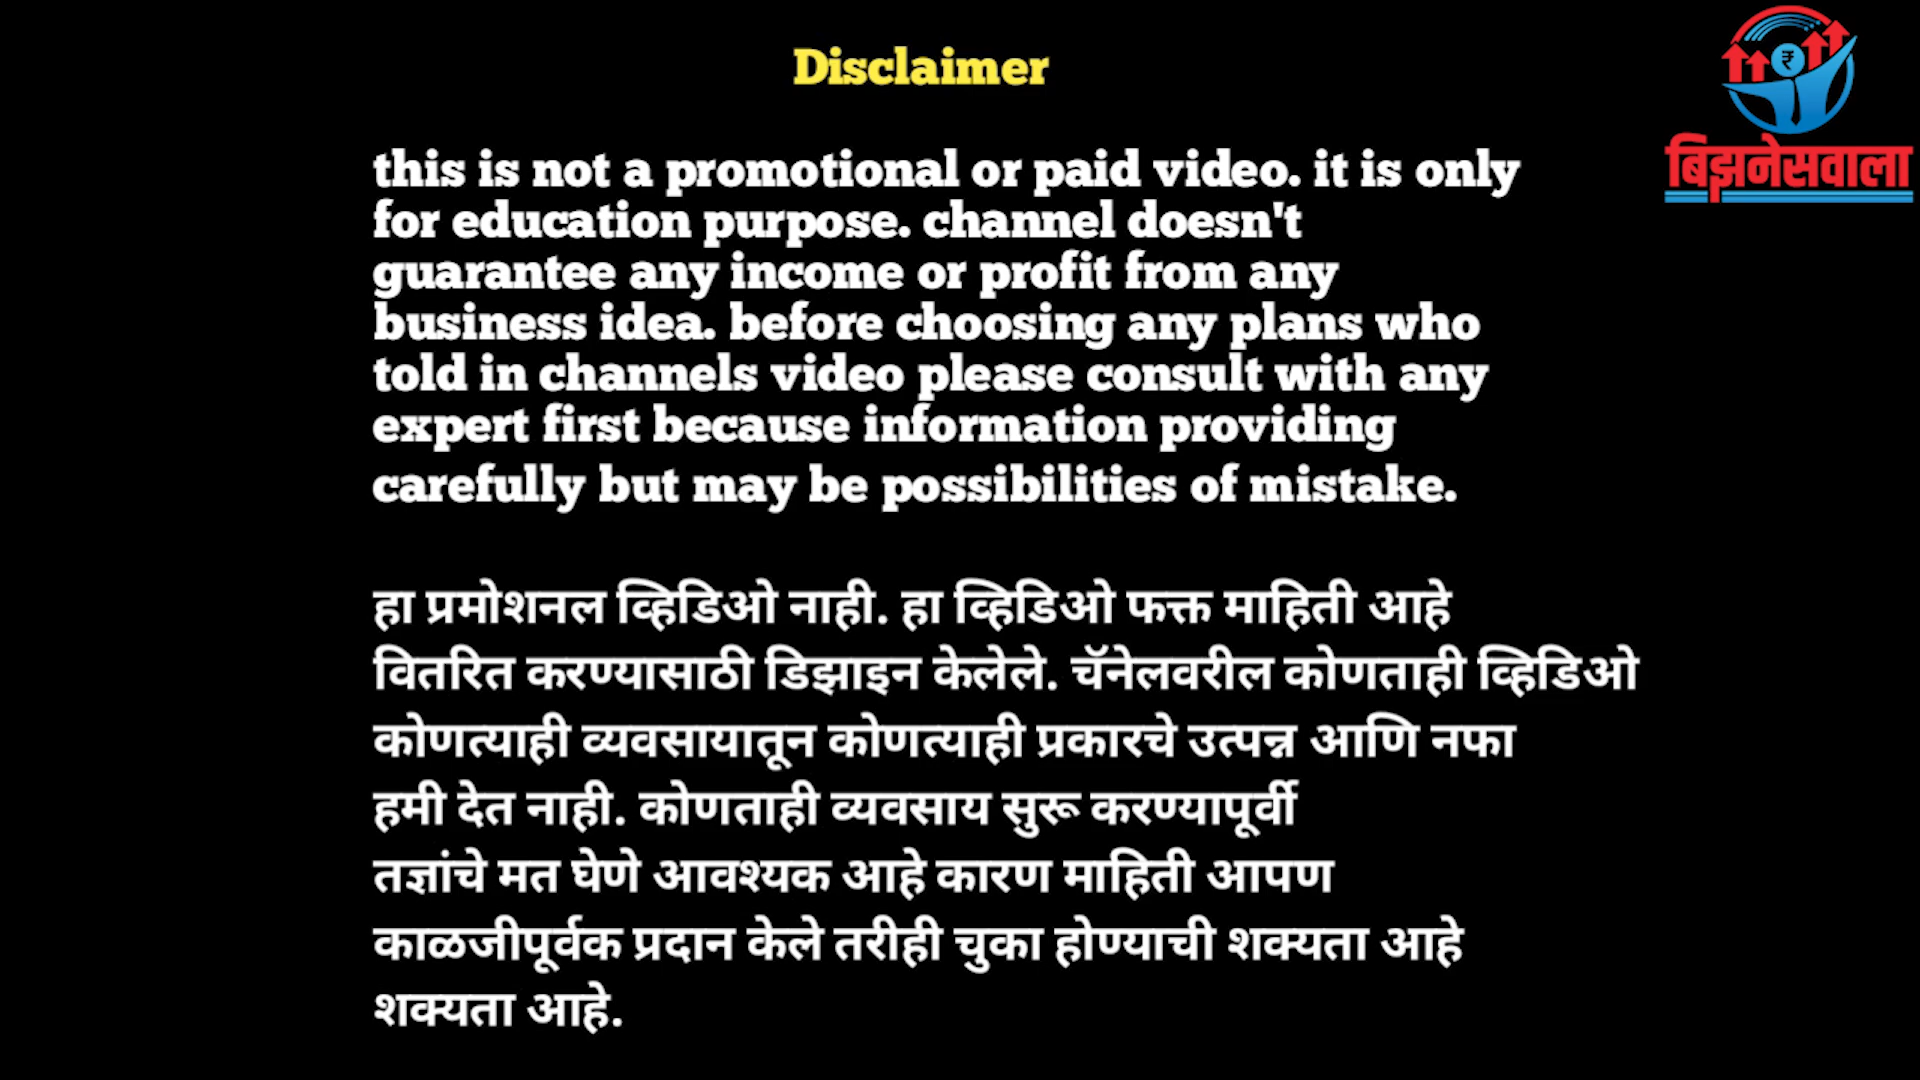 Disclaimer
बिझनेसवाला
this is not a promotional or paid video. it is only
for education purpose. channel doesn't
guarantee any income or profit from any
business idea. before choosing any plans who
told in channels video please consult with any
expert first because information providing
carefully but may be possibilities of mistake.
हा प्रमोशनल व्हिडिओ नाही. हा व्हिडिओ फक्त माहिती आहे
वितरित करण्यासाठी डिझाइन केलेले. चॅनेलवरील कोणताही व्हिडिओ
कोणत्याही व्यवसायातून कोणत्याही प्रकारचे उत्पन्न आणि नफा
हमी देत नाही. कोणताही व्यवसाय सुरू करण्यापूर्वी
तज्ञांचे मत घेणे आवश्यक आहे कारण माहिती आपण
काळजीपूर्वक प्रदान केले तरीही चुका होण्याची शक्यता आहे
शक्यता आहे.